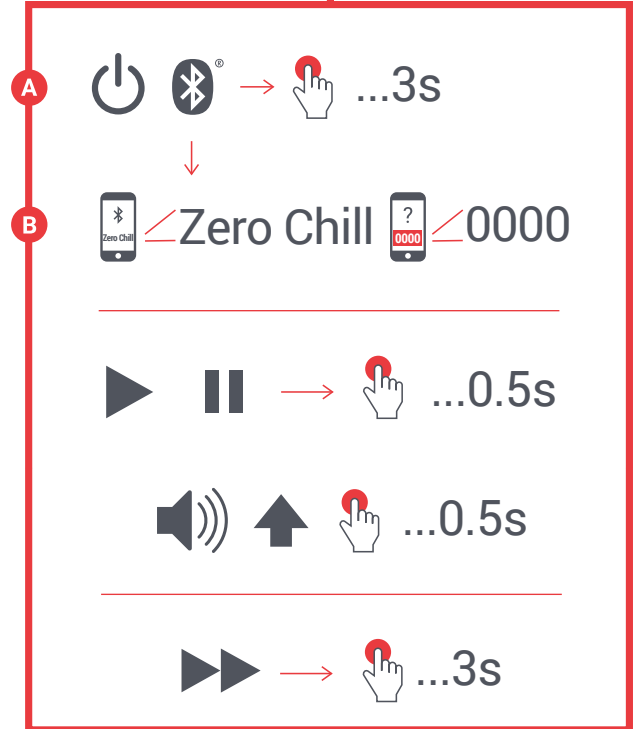 A ® ...3s
B Zero Chill Zero Chill ? 0000 0000
...0.5s
...0.5s
...3s